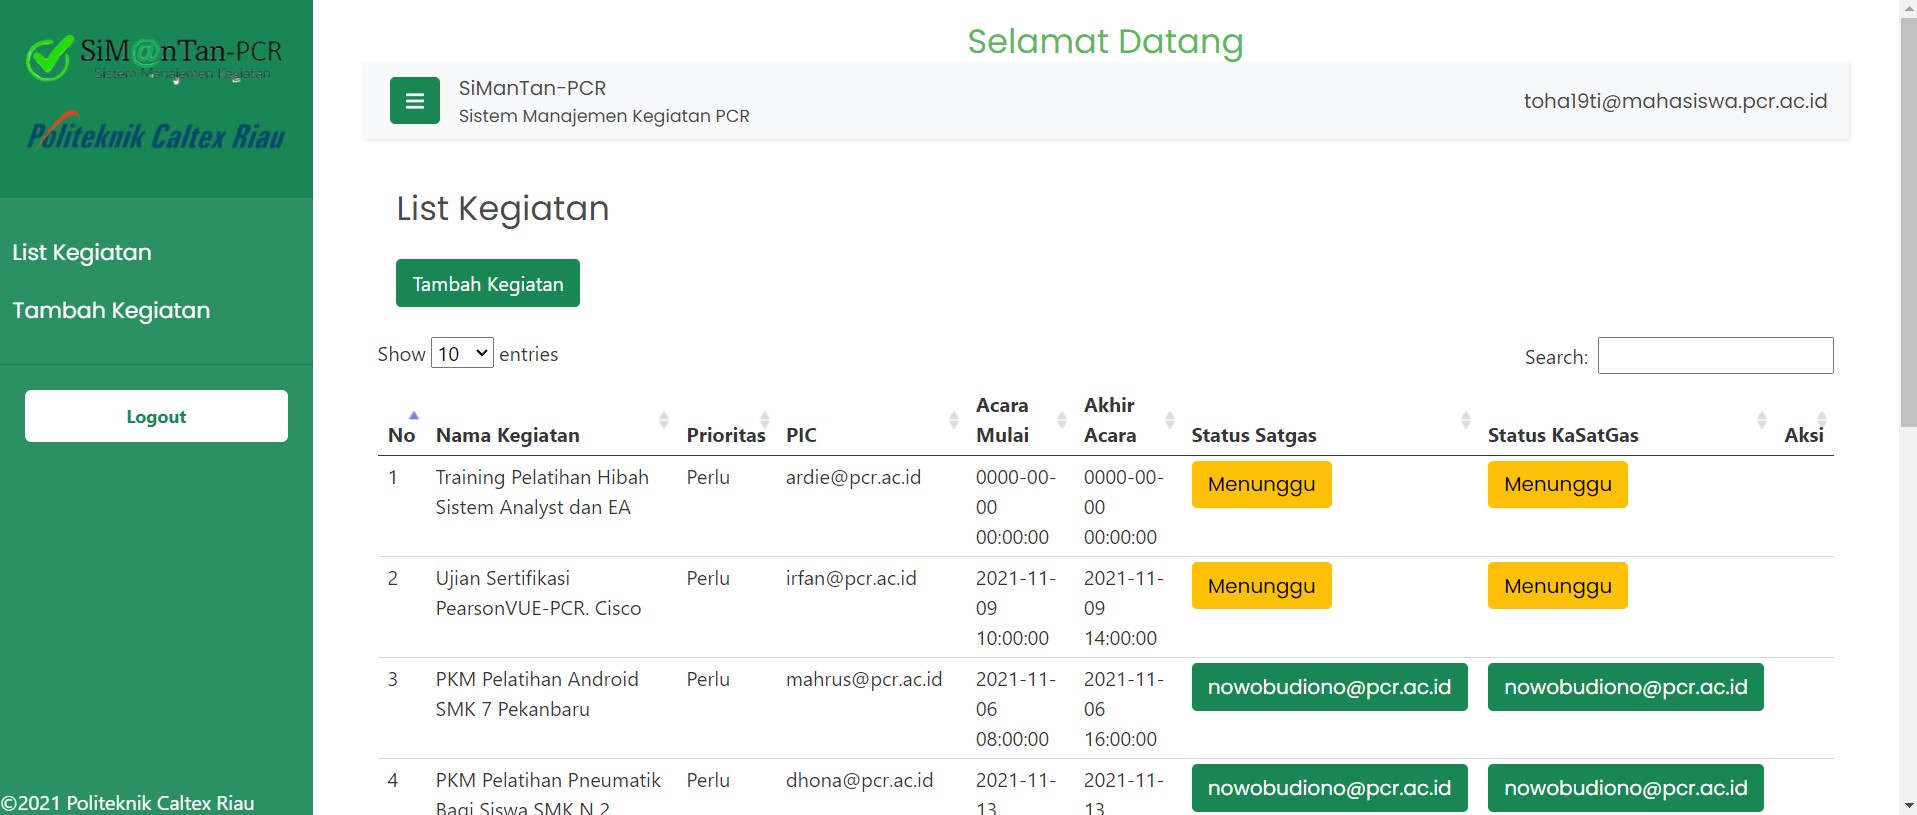 SiM@nTan-PCR
Sistem Manajemen Kegiatan
Politeknik Caltex Riau
List Kegiatan
Tambah Kegiatan
Logout
©2021 Politeknik Caltex Riau
Selamat Datang
SiManTan-PCR
Sistem Manajemen Kegiatan PCR
toha19ti@mahasiswa.pcr.ac.id
List Kegiatan
Tambah Kegiatan
Show 10 entries
Search:
No Nama Kegiatan Prioritas PIC Acara Mulai Akhir Acara Status Satgas Status KaSatGas Aksi
1 Training Pelatihan Hibah Perlu ardie@pcr.ac.id 0000-00- 0000-00- Menunggu Menunggu
Sistem Analyst dan EA 00 00
00:00:00 00:00:00
2 Ujian Sertifikasi Perlu irfan@pcr.ac.id 2021-11- 2021-11- Menunggu Menunggu
PearsonVUE-PCR. Cisco 09 09
10:00:00 14:00:00
3 PKM Pelatihan Android Perlu mahrus@pcr.ac.id 2021-11- 2021-11- nowobudiono@pcr.ac.id nowobudiono@pcr.ac.id
SMK 7 Pekanbaru 06 06
08:00:00 16:00:00
4 PKM Pelatihan Pneumatik Perlu dhona@pcr.ac.id 2021-11- 2021-11- nowobudiono@pcr.ac.id nowobudiono@pcr.ac.id
Bagi Siswa SMK N 2 13 13